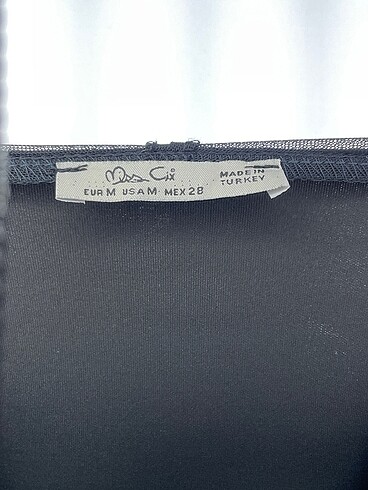 Miss Cix
EUR M USA M MEX 28
MADE IN
TURKEY